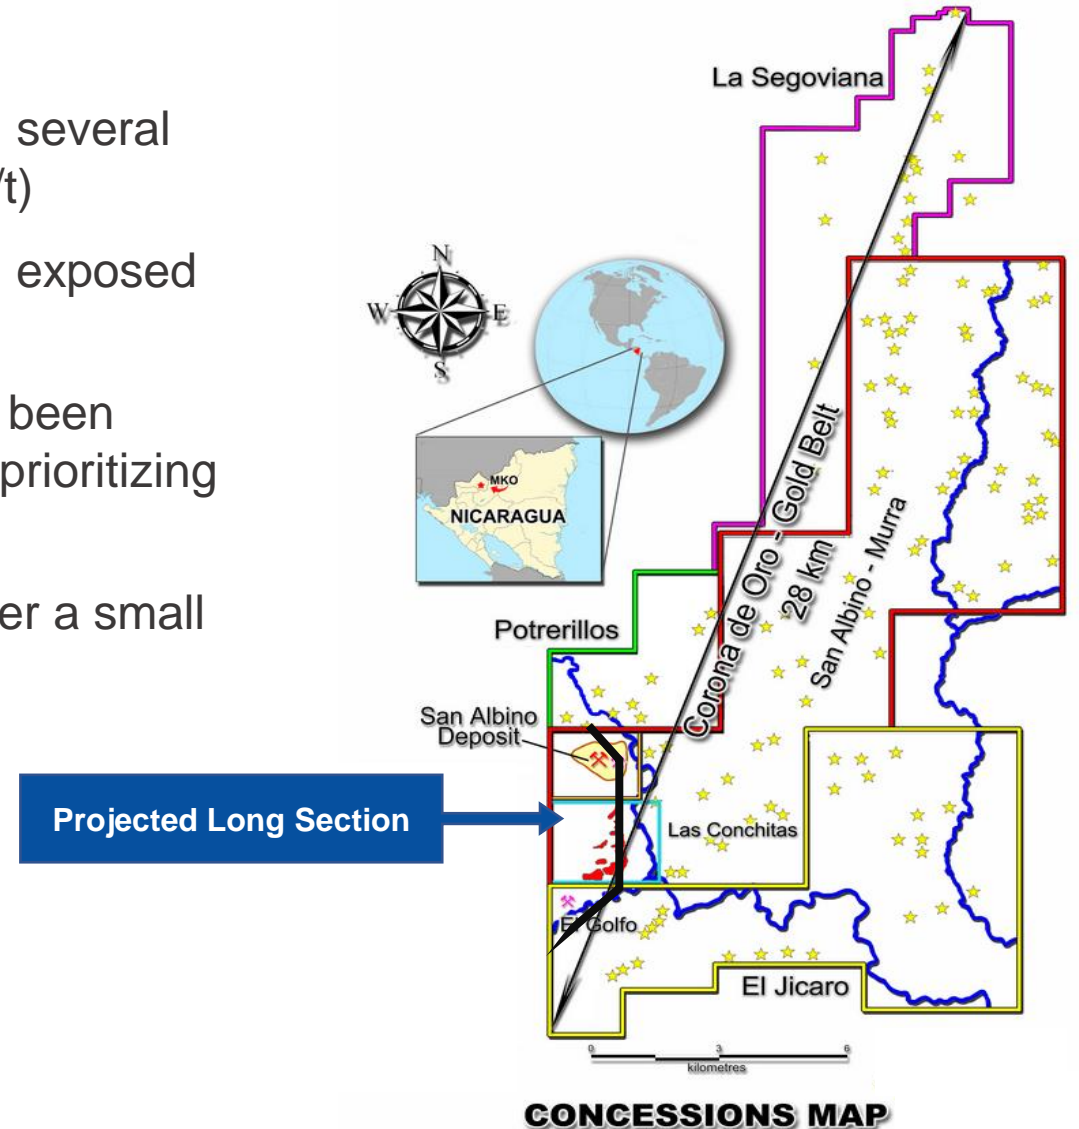 several
/t)
exposed
been
prioritizing
er a small
La Segoviana
N
W
E
S
MKO
NICARAGUA
Corona de Oro - Gold Belt
28 km
San Albino - Murra
Potrerillos
San Albino
Deposit
Projected Long Section
Las Conchitas
El Golfo
El Jicaro
0 3 6
kilometres
CONCESSIONS MAP